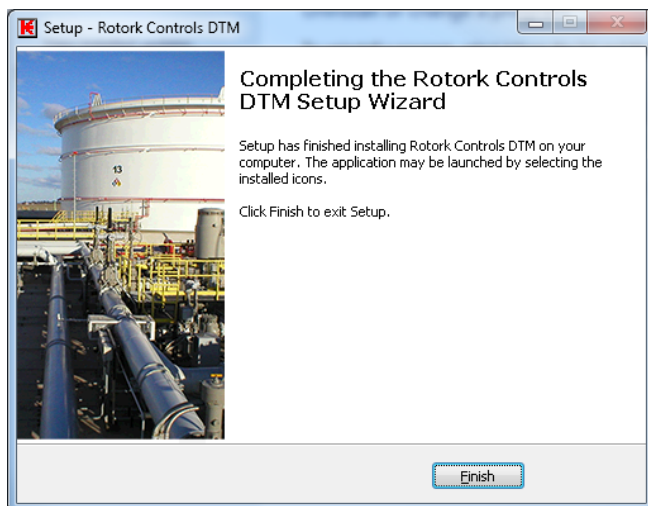 Setup - Rotork Controls DTM
Completing the Rotork Controls
DTM Setup Wizard
Setup has finished installing Rotork Controls DTM on your
computer. The application may be launched by selecting the
installed icons.
Click Finish to exit Setup.
13
Finish